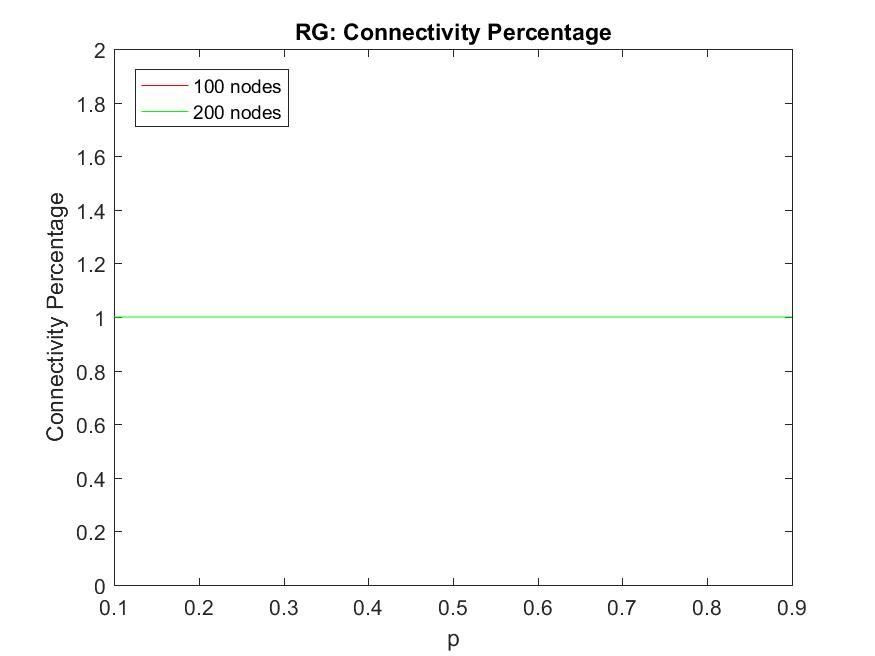 RG: Connectivity Percentage
2
1.8
1.6
1.4
1.2
1
0.8
0.6
0.4
0.2
0
Connectivity Percentage
100 nodes
200 nodes
0.1 0.2 0.3 0.4 0.5 0.6 0.7 0.8 0.9
p